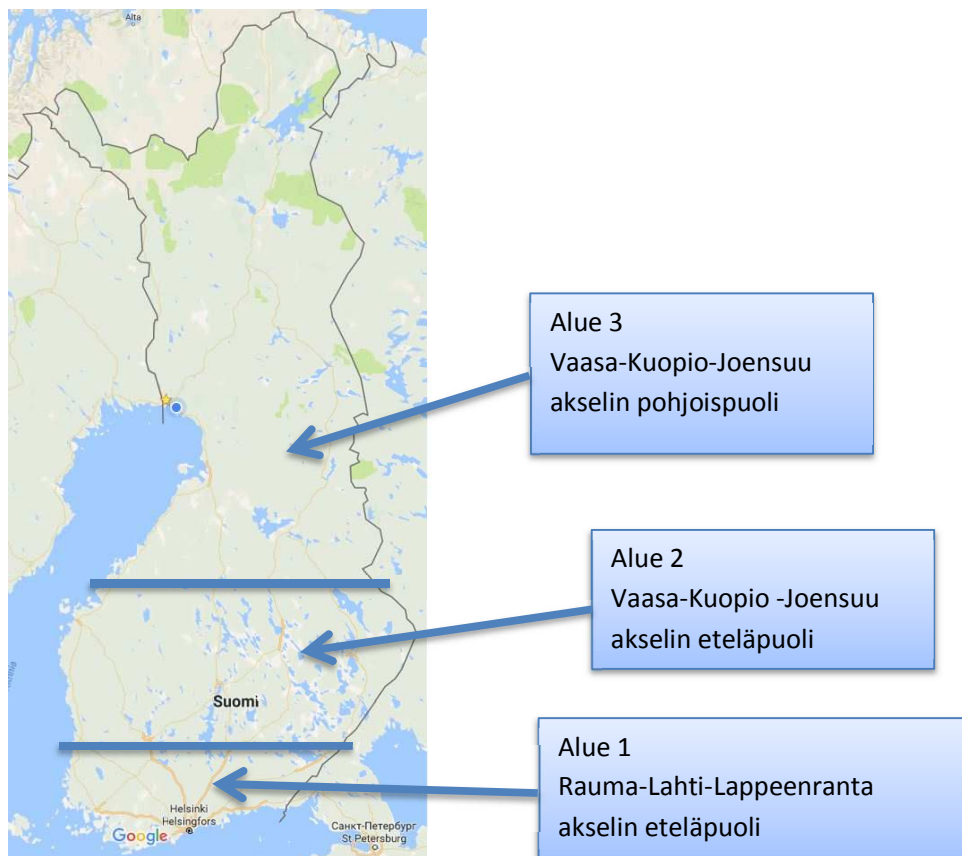 Alta
Alue 3
Vaasa-Kuopio-Joensuu
akselin pohjoispuoli
Alue 2
Vaasa-Kuopio -Joensuu
akselin eteläpuoli
Suomi
Alue 1
Rauma-Lahti-Lappeenranta
akselin eteläpuoli
Helsinki
Helsingfors
Google
Санкт-Петербург
St Petersburg